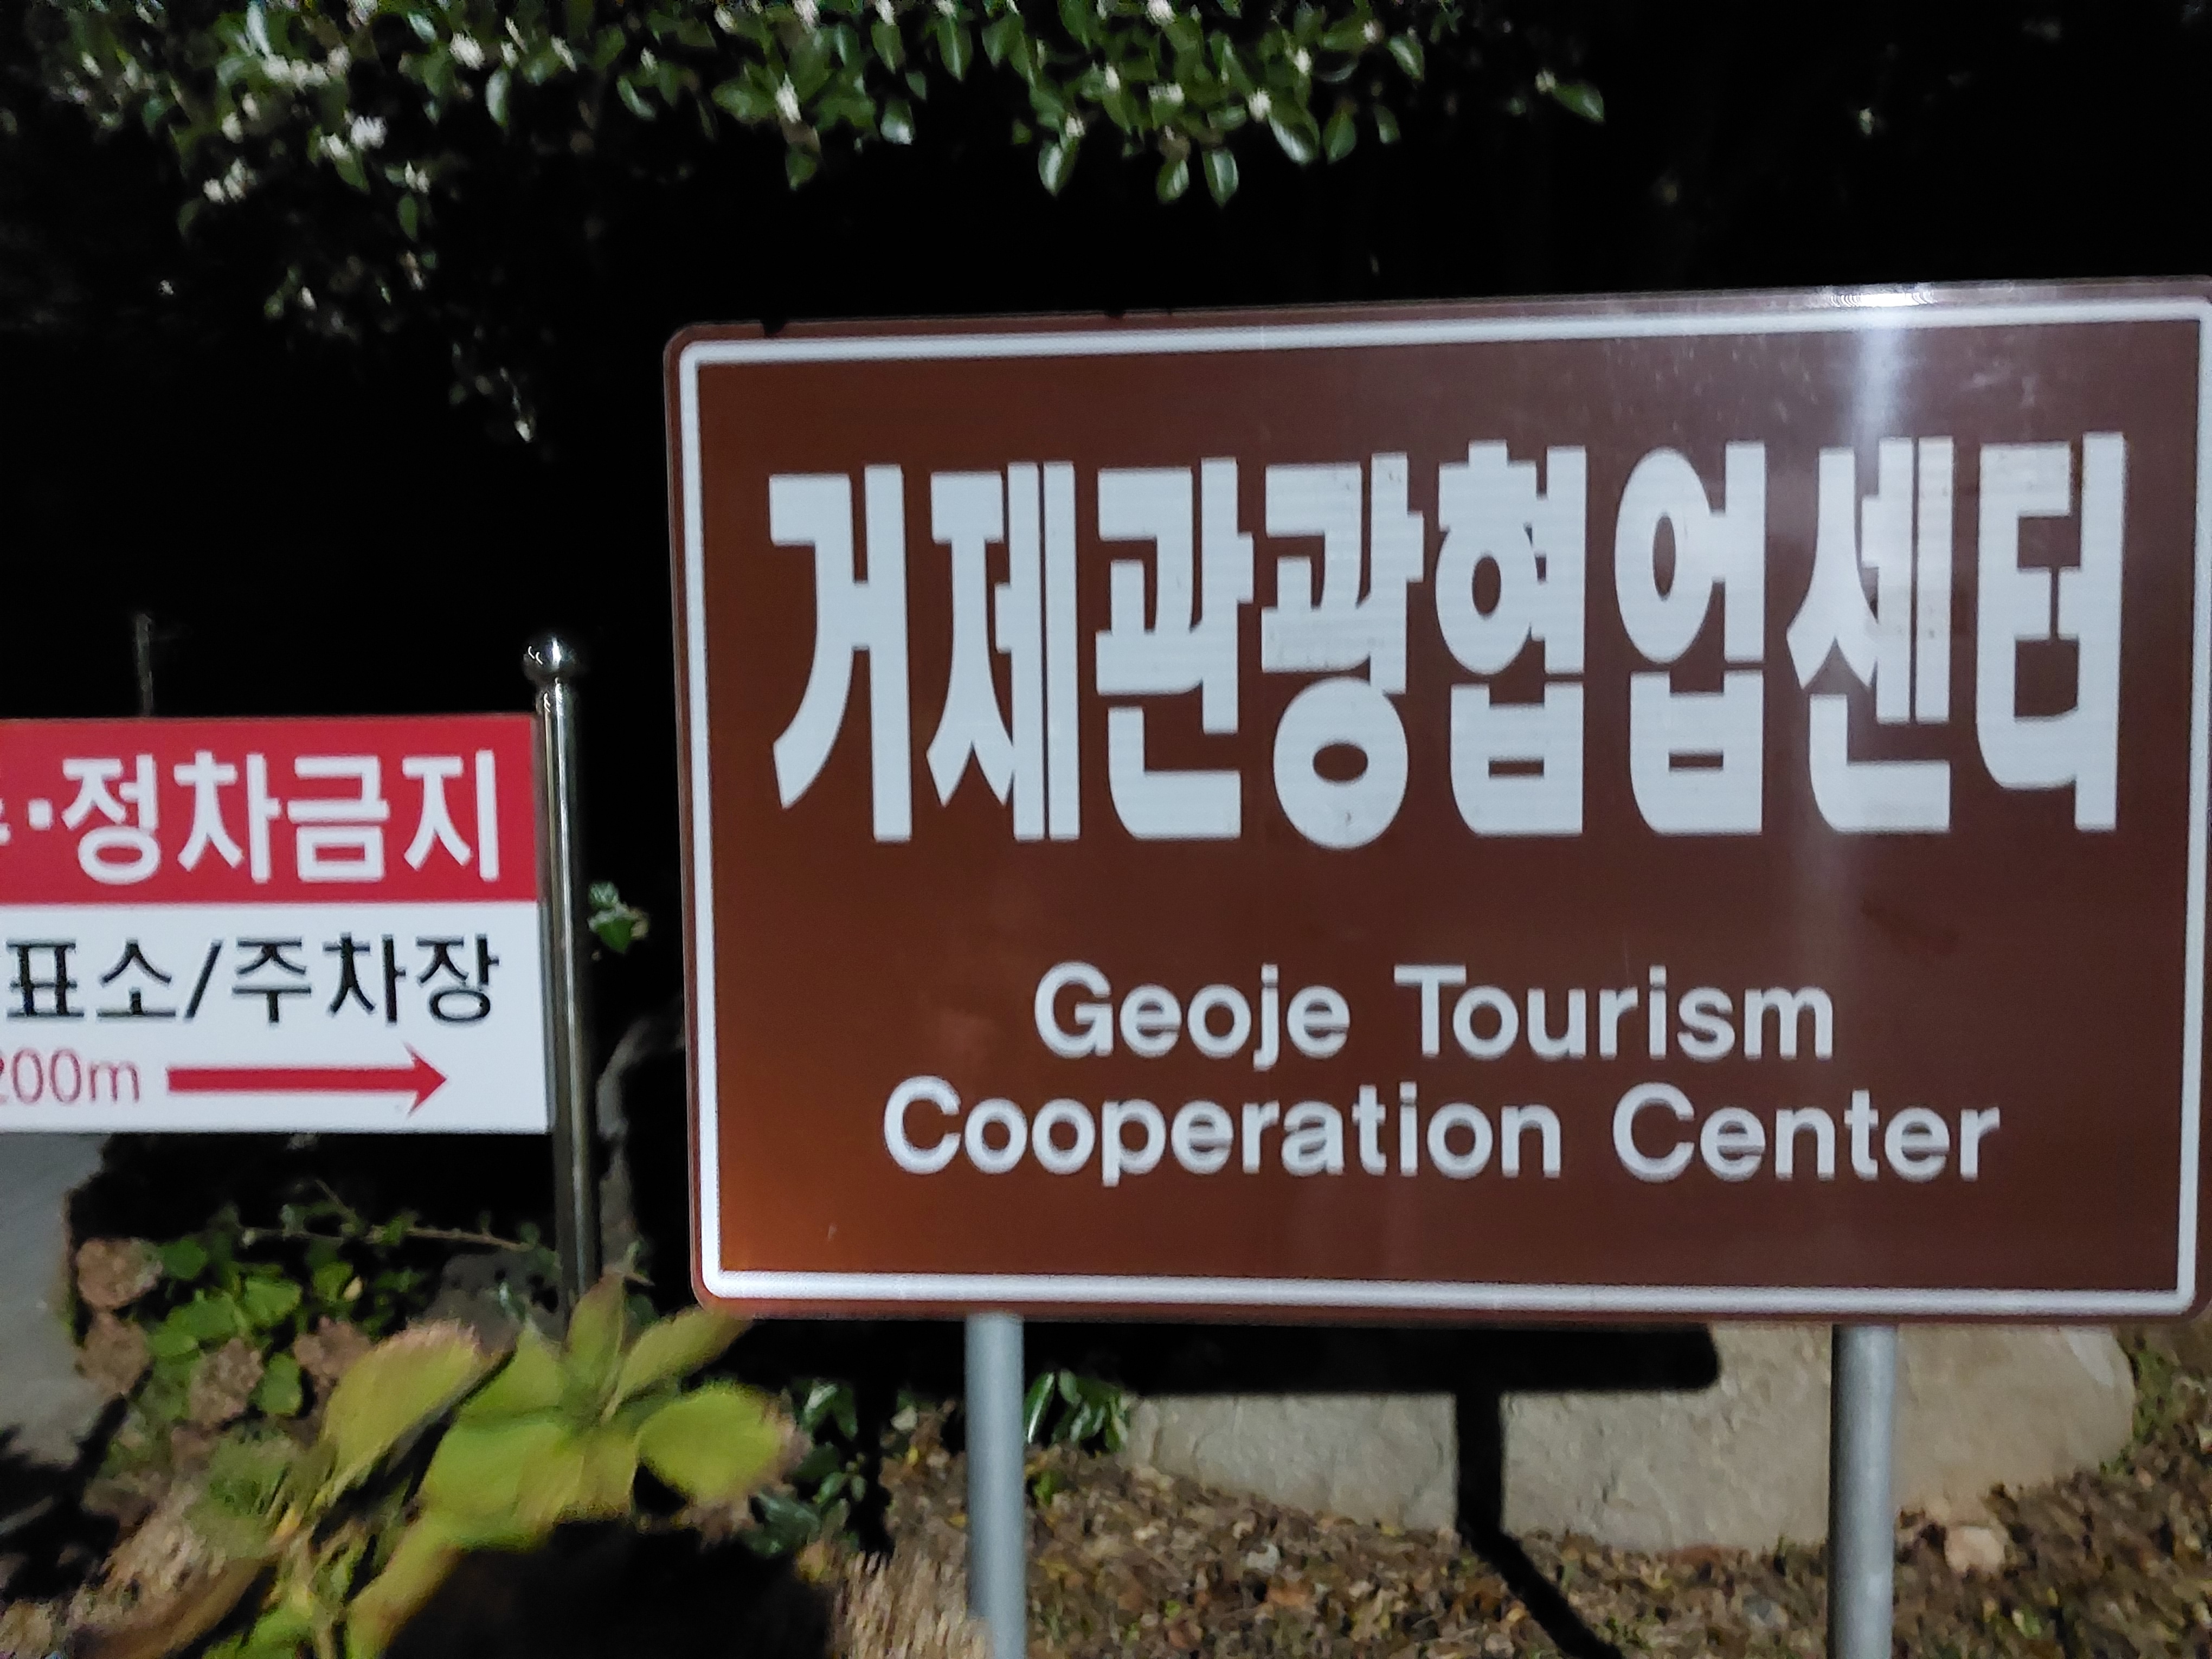 ·정차금지
표소/주차장
200m
거제관광협업센터
Geoje Tourism
Cooperation Center